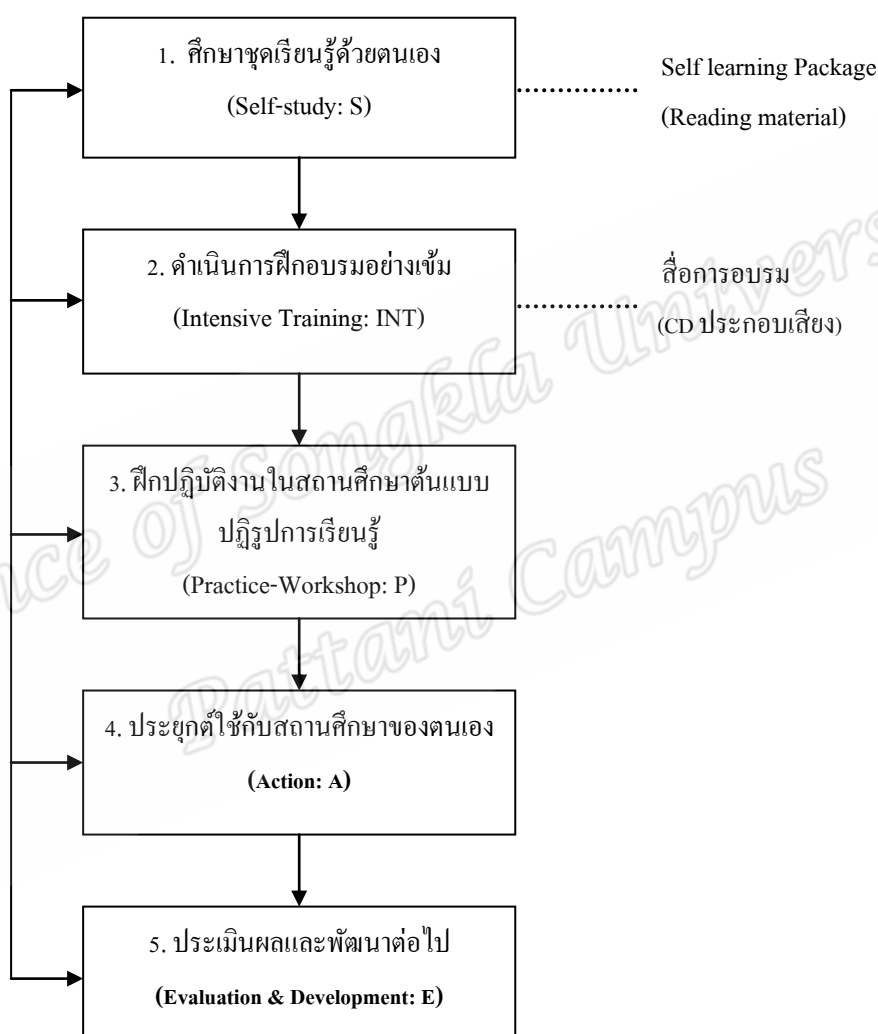 1. ศึกษาชุดเรียนรู้ด้วยตนเอง
(Self-study: S)
Self learning Package
(Reading material)
2. ดำเนินการฝึกอบรมอย่างเข้ม
(Intensive Training: INT)
สื่อการอบรม
(CD ประกอบเสียง)
3. ฝึกปฏิบัติงานในสถานศึกษาต้นแบบ
ปฏิรูปการเรียนรู้
(Practice-Workshop: P)
4. ประยุกต์ใช้กับสถานศึกษาของตนเอง
(Action: A)
5. ประเมินผลและพัฒนาต่อไป
(Evaluation & Development: E)
nce of Songkla Univers
Pattani Campus